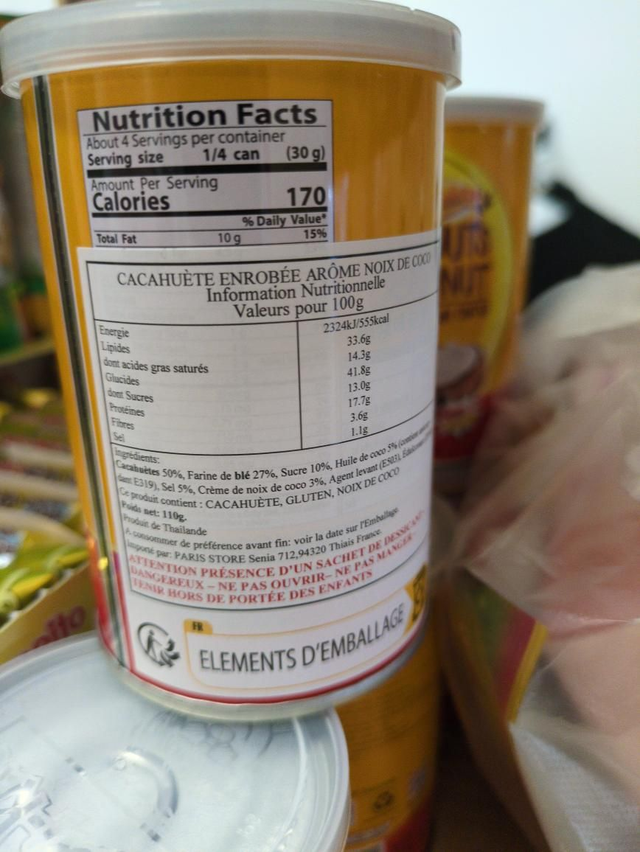 Nutrition Facts
About 4 Servings per container
Serving size 1/4 can (30 g)
Amount Per Serving
Calories 170
% Daily Value*
Total Fat 10 g 15%
CACAHUÈTE ENROBÉE ARÔME NOIX DE COCO
Information Nutritionnelle
Valeurs pour 100g
Energie 2324kJ/555kcal
Lipides 33.6g
dont acides gras saturés 14.3g
Glucides 41.8g
dont Sucres 13.0g
Protéines 17.7g
Fibres 3.6g
Sel 1.1g
Ingrédients:
Cacahuètes 50%, Farine de blé 27%, Sucre 10%, Huile de coco 5%
dant E319), Sel 5%, Crème de noix de coco 3%, Agent levant (E503),
Ce produit contient : CACAHUÈTE, GLUTEN, NOIX DE COCO
Poids net: 110g.
Produit de Thaïlande
A consommer de préférence avant fin: voir la date sur l'Emballage
Importé par: PARIS STORE Senia 712,94320 Thiais France
ATTENTION PRÉSENCE D'UN SACHET DE DESSICANT
DANGEREUX – NE PAS OUVRIR– NE PAS MANGER
TENIR HORS DE PORTÉE DES ENFANTS
FR
ELEMENTS D'EMBALLAGE
UTS
NUT